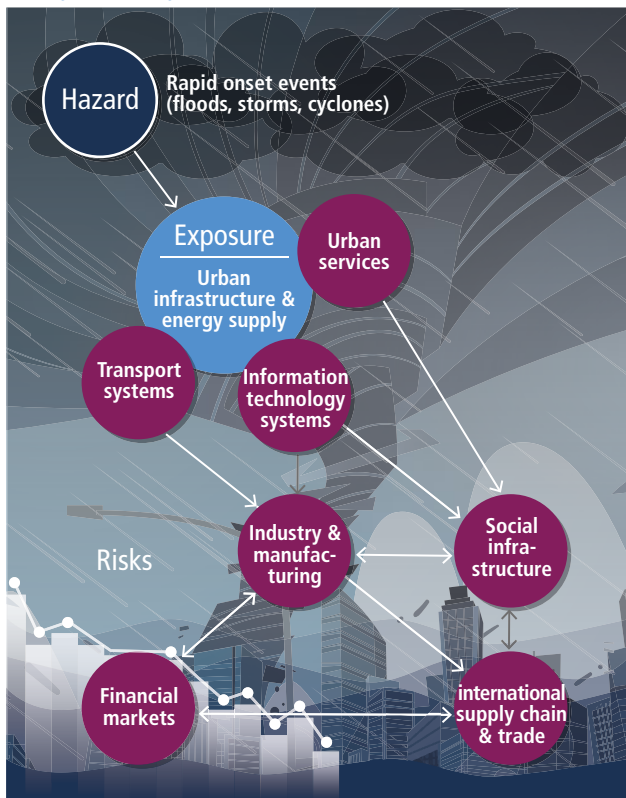 Hazard
Rapid onset events
(floods, storms, cyclones)
Exposure
Urban
infrastructure &
energy supply
Urban
services
Transport
systems
Information
technology
systems
Industry &
manufac-
turing
Social
infra-
structure
Risks
Financial
markets
international
supply chain
& trade